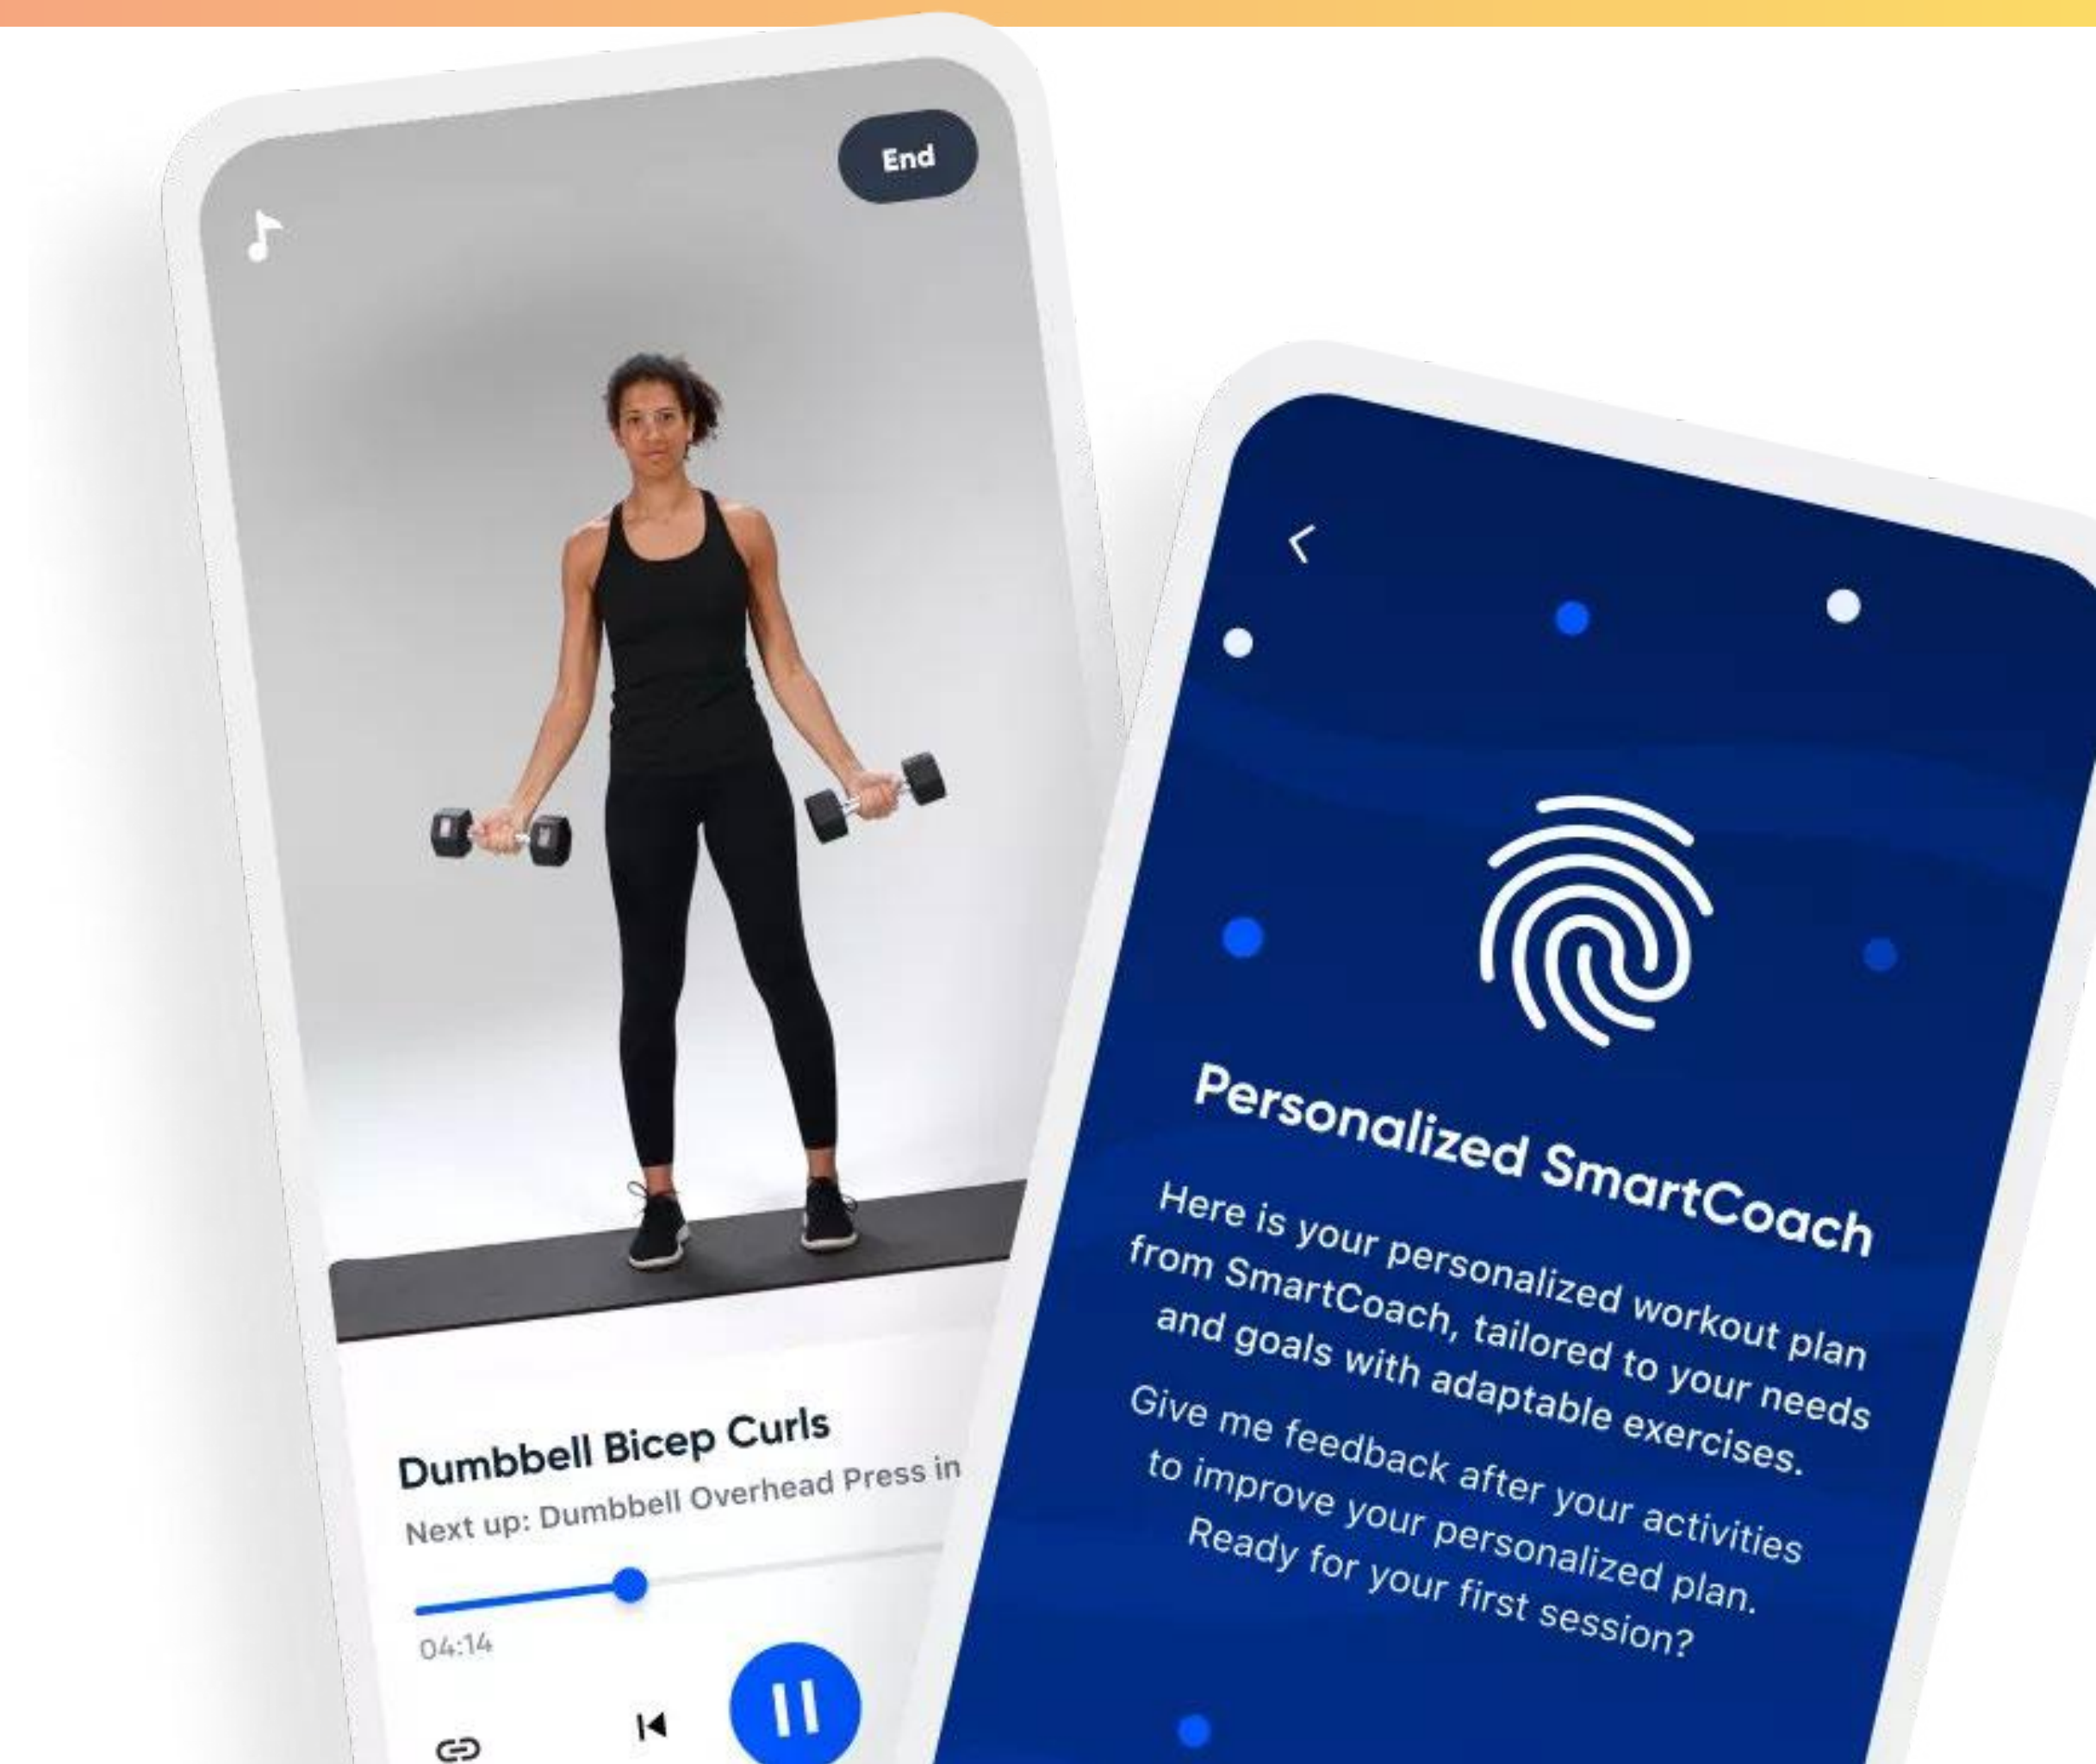 End
Dumbbell Bicep Curls
Next up: Dumbbell Overhead Press in
04:14
Personalized SmartCoach
Here is your personalized workout plan
from SmartCoach, tailored to your needs
and goals with adaptable exercises.
Give me feedback after your activities
to improve your personalized plan.
Ready for your first session?